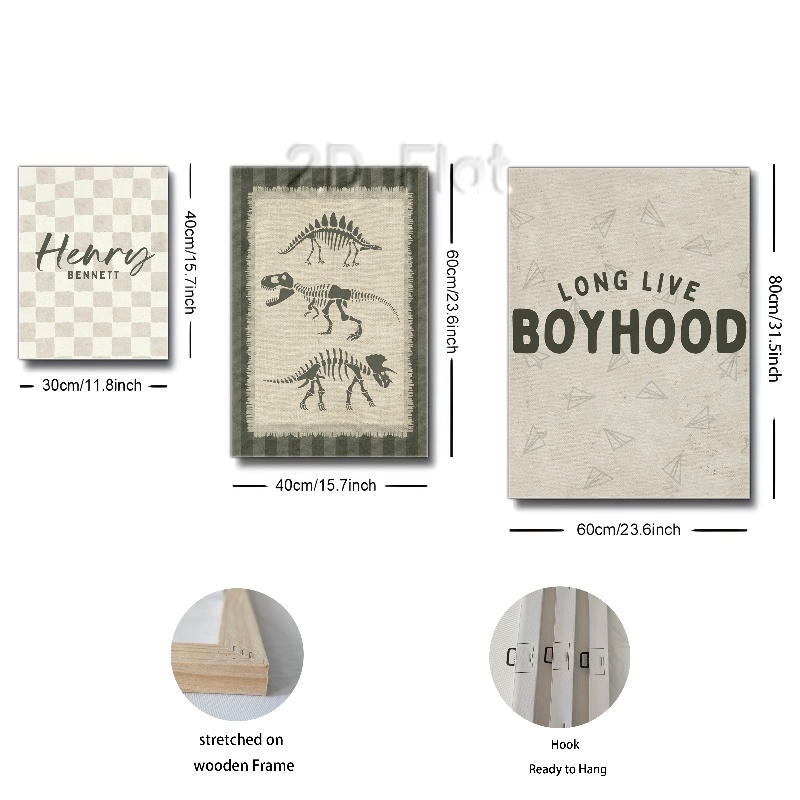 2D Flat
Henry
BENNETT
40cm/15.7inch
30cm/11.8inch
60cm/23.6inch
40cm/15.7inch
LONG LIVE
BOYHOOD
80cm/31.5inch
60cm/23.6inch
stretched on
wooden Frame
Hook
Ready to Hang